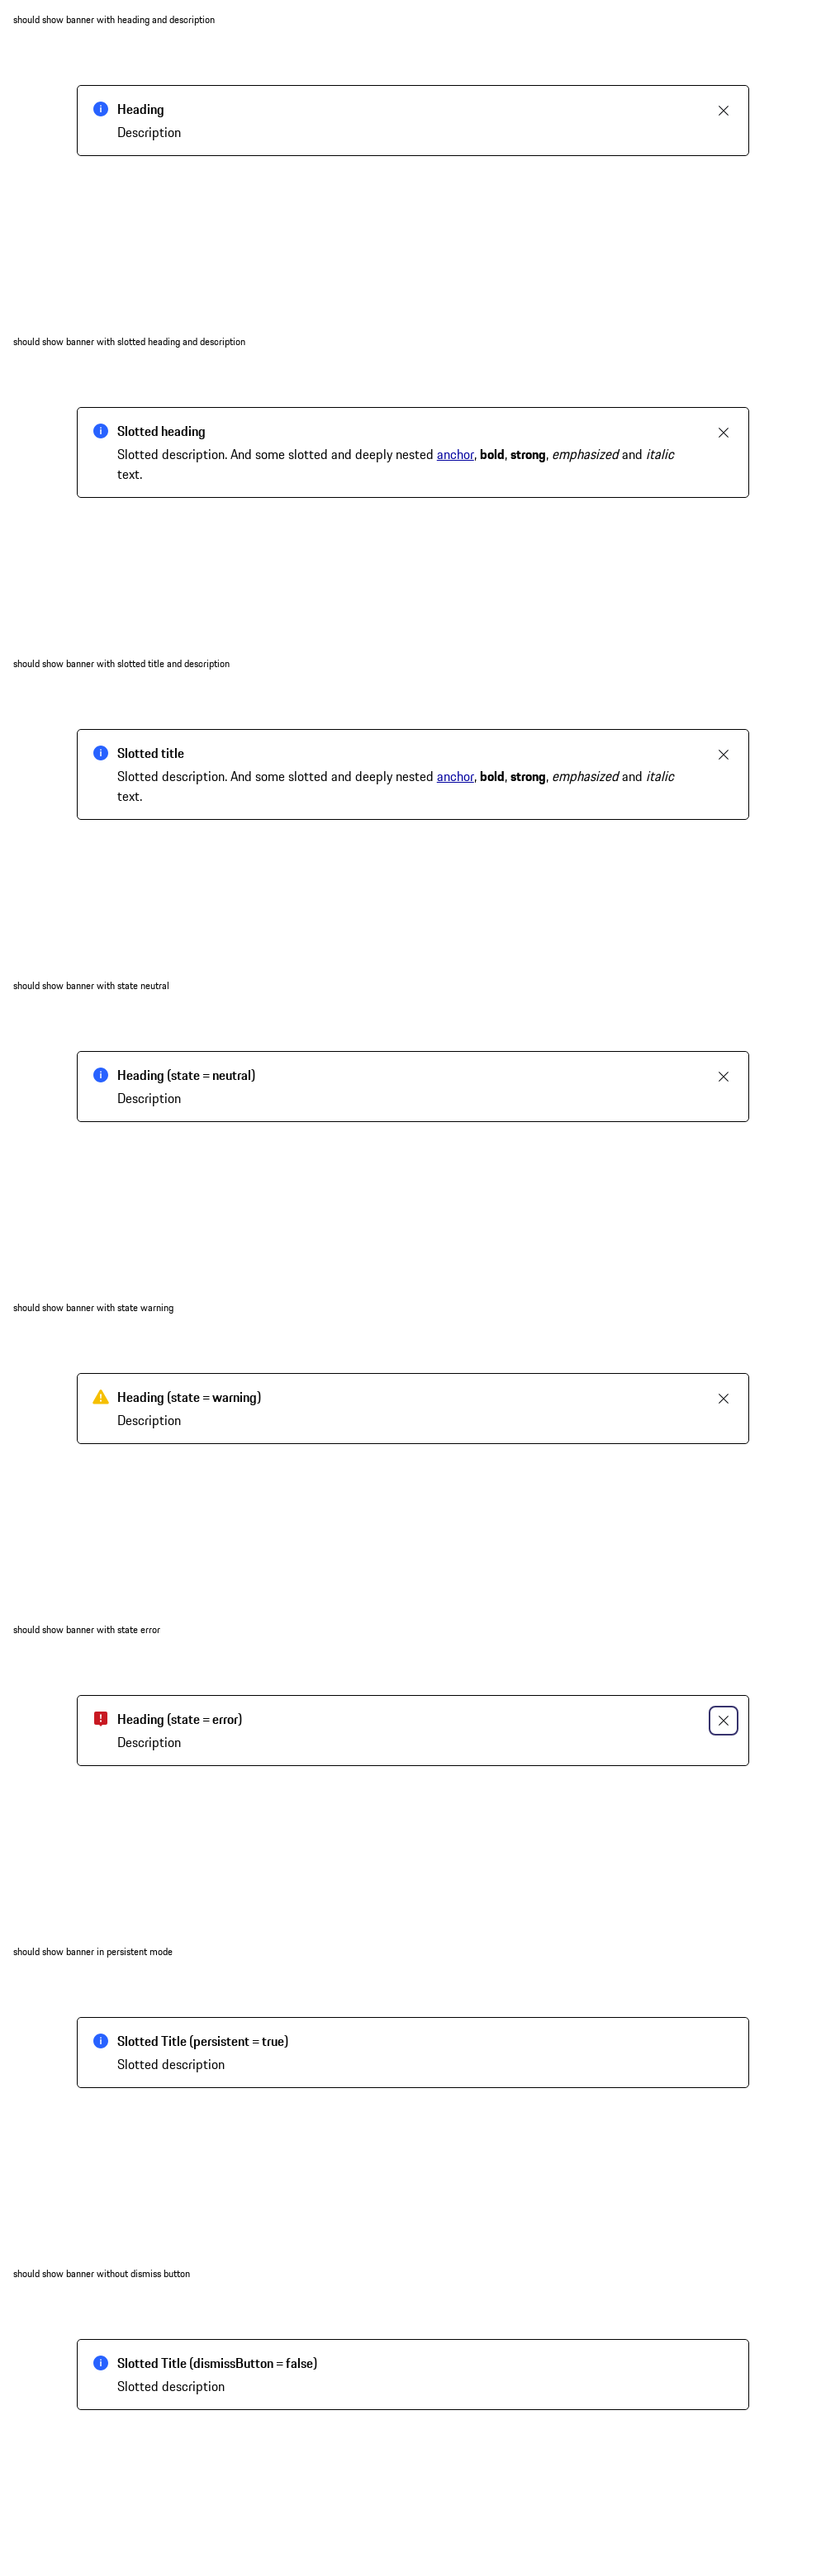 should show banner with heading and description
Heading
Description
should show banner with slotted heading and description
Slotted heading
Slotted description. And some slotted and deeply nested anchor, bold, strong, emphasized and italic
text.
should show banner with slotted title and description
Slotted title
Slotted description. And some slotted and deeply nested anchor, bold, strong, emphasized and italic
text.
should show banner with state neutral
Heading (state = neutral)
Description
should show banner with state warning
Heading (state = warning)
Description
should show banner with state error
Heading (state = error)
Description
should show banner in persistent mode
Slotted Title (persistent = true)
Slotted description
should show banner without dismiss button
Slotted Title (dismissButton = false)
Slotted description